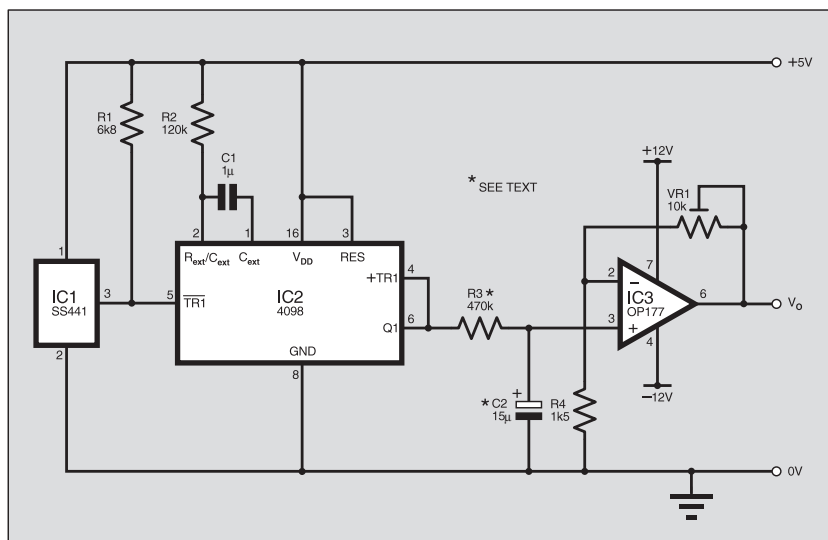 +5V
R1
6k8
R2
120k
C1
1µ
* SEE TEXT
+12V
VR1
10k
2
1
16
3
Rext/Cext
Cext
VDD
RES
1
IC1
SS441
3
2
5
TR1
IC2
4098
+TR1
4
Q1
6
GND
8
R3 *
470k
2
−
7
IC3
OP177
6
3
+
4
−12V
Vo
+
* C2
15µ
R4
1k5
0V